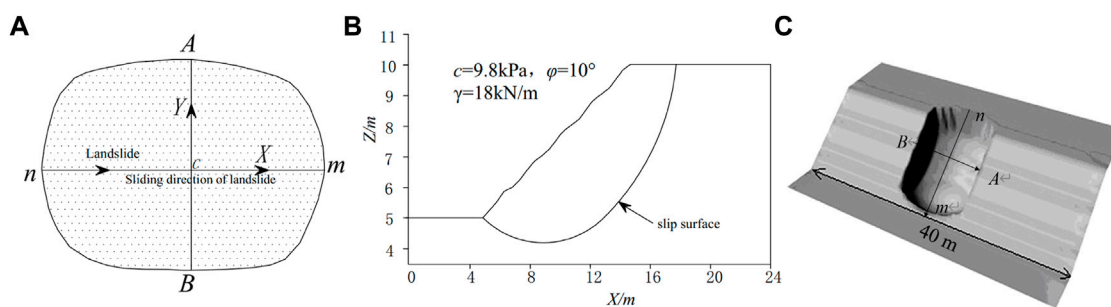 A
A
Y
Landslide
C
X
n
m
Sliding direction of landslide
B
B
11
10
9
8
7
6
5
4
3
Z/m
c=9.8kPa，φ=10°
γ=18kN/m
slip surface
0 4 8 12 16 20 24
X/m
C
n
B↵
A↵
m↵
40 m